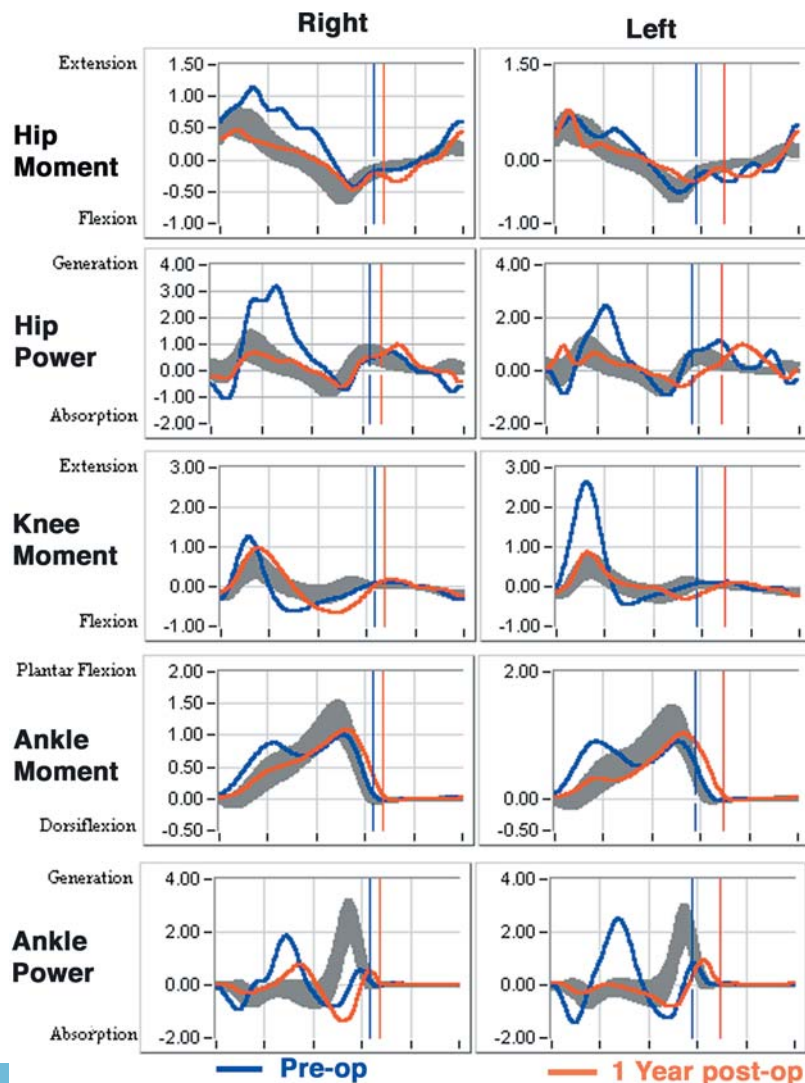 Right
Left
Extension
Hip
Moment
Flexion
1.50
1.00
0.50
0.00
-0.50
-1.00
1.50
0.00
-1.00
Generation
Hip
Power
Absorption
4.00
3.00
2.00
1.00
0.00
-1.00
-2.00
4.00
2.00
0.00
-2.00
Extension
Knee
Moment
Flexion
3.00
2.00
1.00
0.00
-1.00
3.00
2.00
1.00
0.00
-1.00
Plantar Flexion
Ankle
Moment
Dorsiflexion
2.00
1.50
1.00
0.50
0.00
-0.50
2.00
0.00
-0.50
Generation
Ankle
Power
Absorption
4.00
2.00
0.00
-2.00
4.00
2.00
0.00
-2.00
Pre-op
1 Year post-op